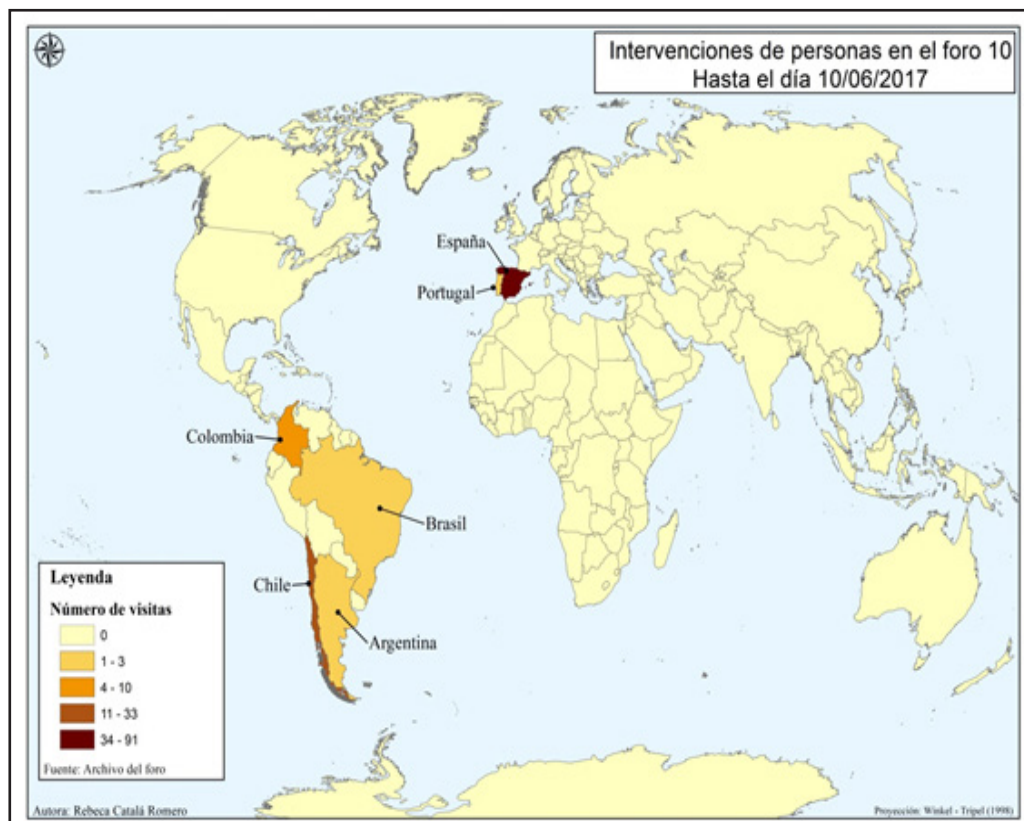 Intervenciones de personas en el foro 10
Hasta el día 10/06/2017
España
Portugal
Colombia
Brasil
Chile
Argentina
Leyenda
Número de visitas
0
1 - 3
4 - 10
11 - 33
34 - 91
Fuente: Archivo del foro
Autora: Rebeca Catalá Romero
Proyección: Winkel - Tripel (1998)